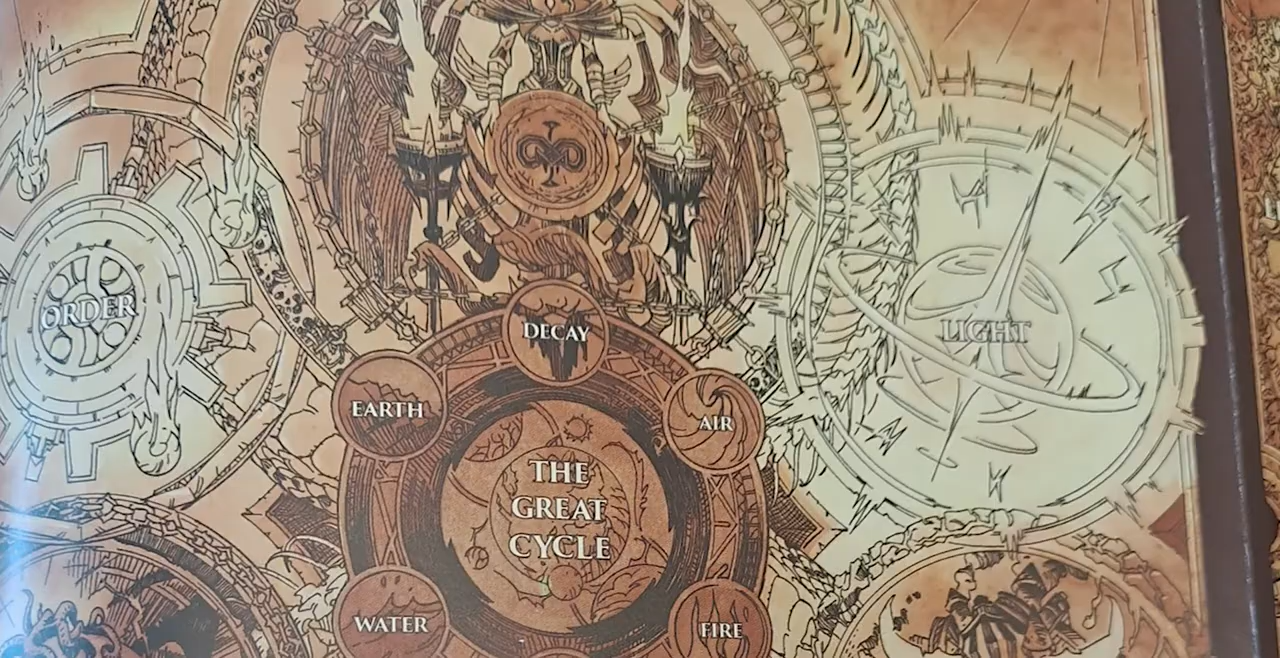 ORDER
LIGHT
DECAY
EARTH
AIR
THE
GREAT
CYCLE
WATER
FIRE